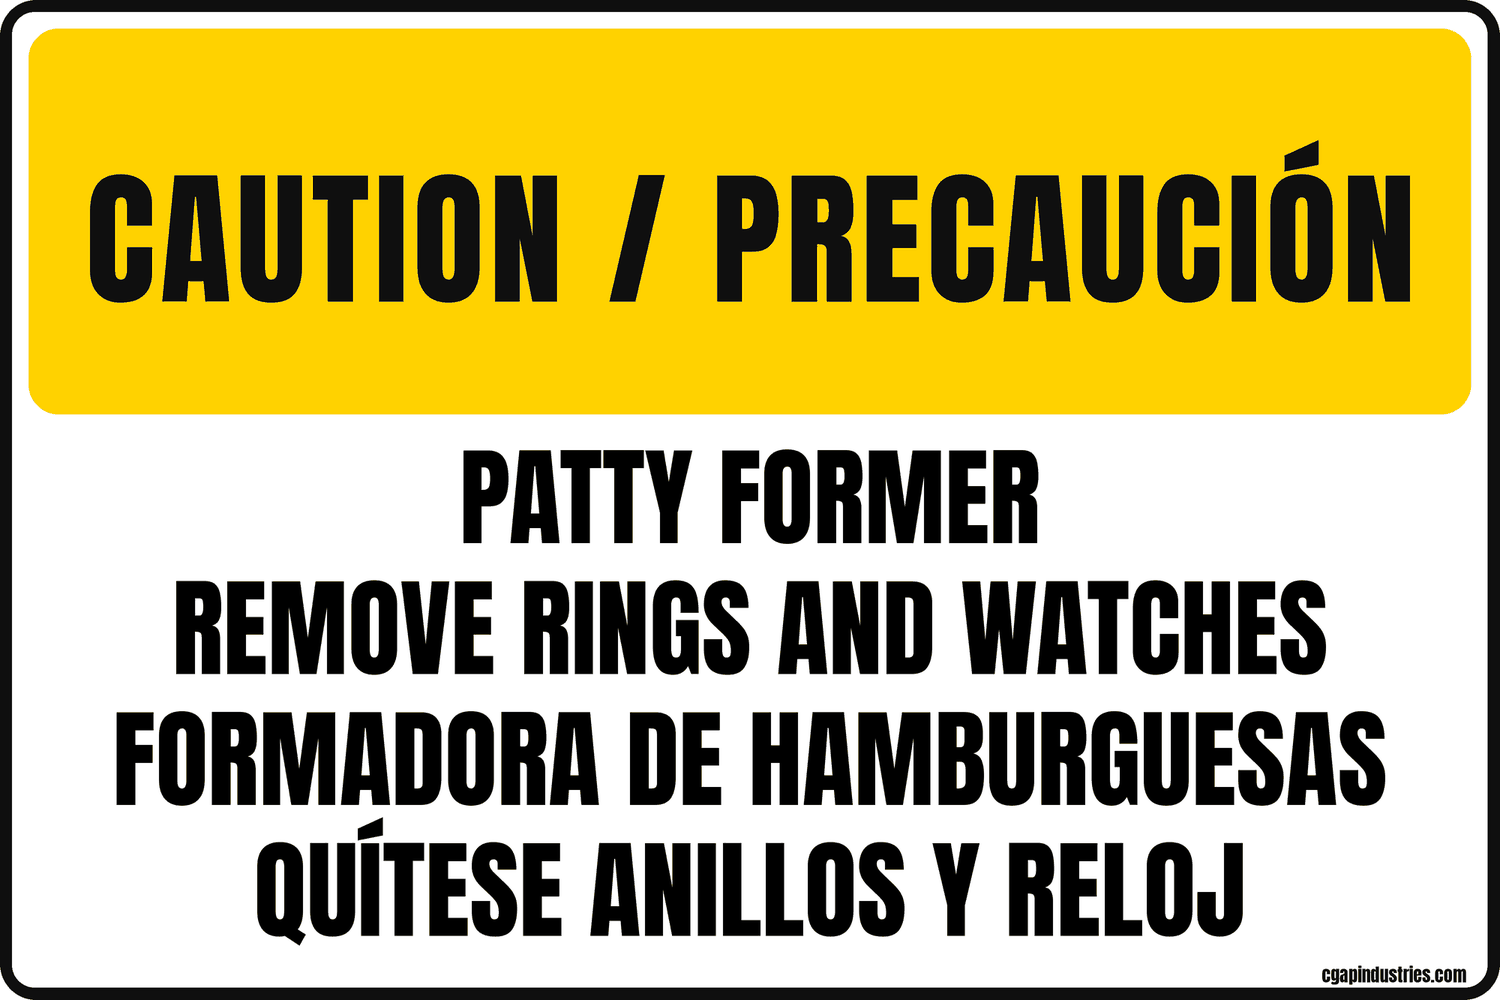 CAUTION / PRECAUCIÓN
PATTY FORMER
REMOVE RINGS AND WATCHES
FORMADORA DE HAMBURGUESAS
QUÍTESE ANILLOS Y RELOJ
cgapindustries.com